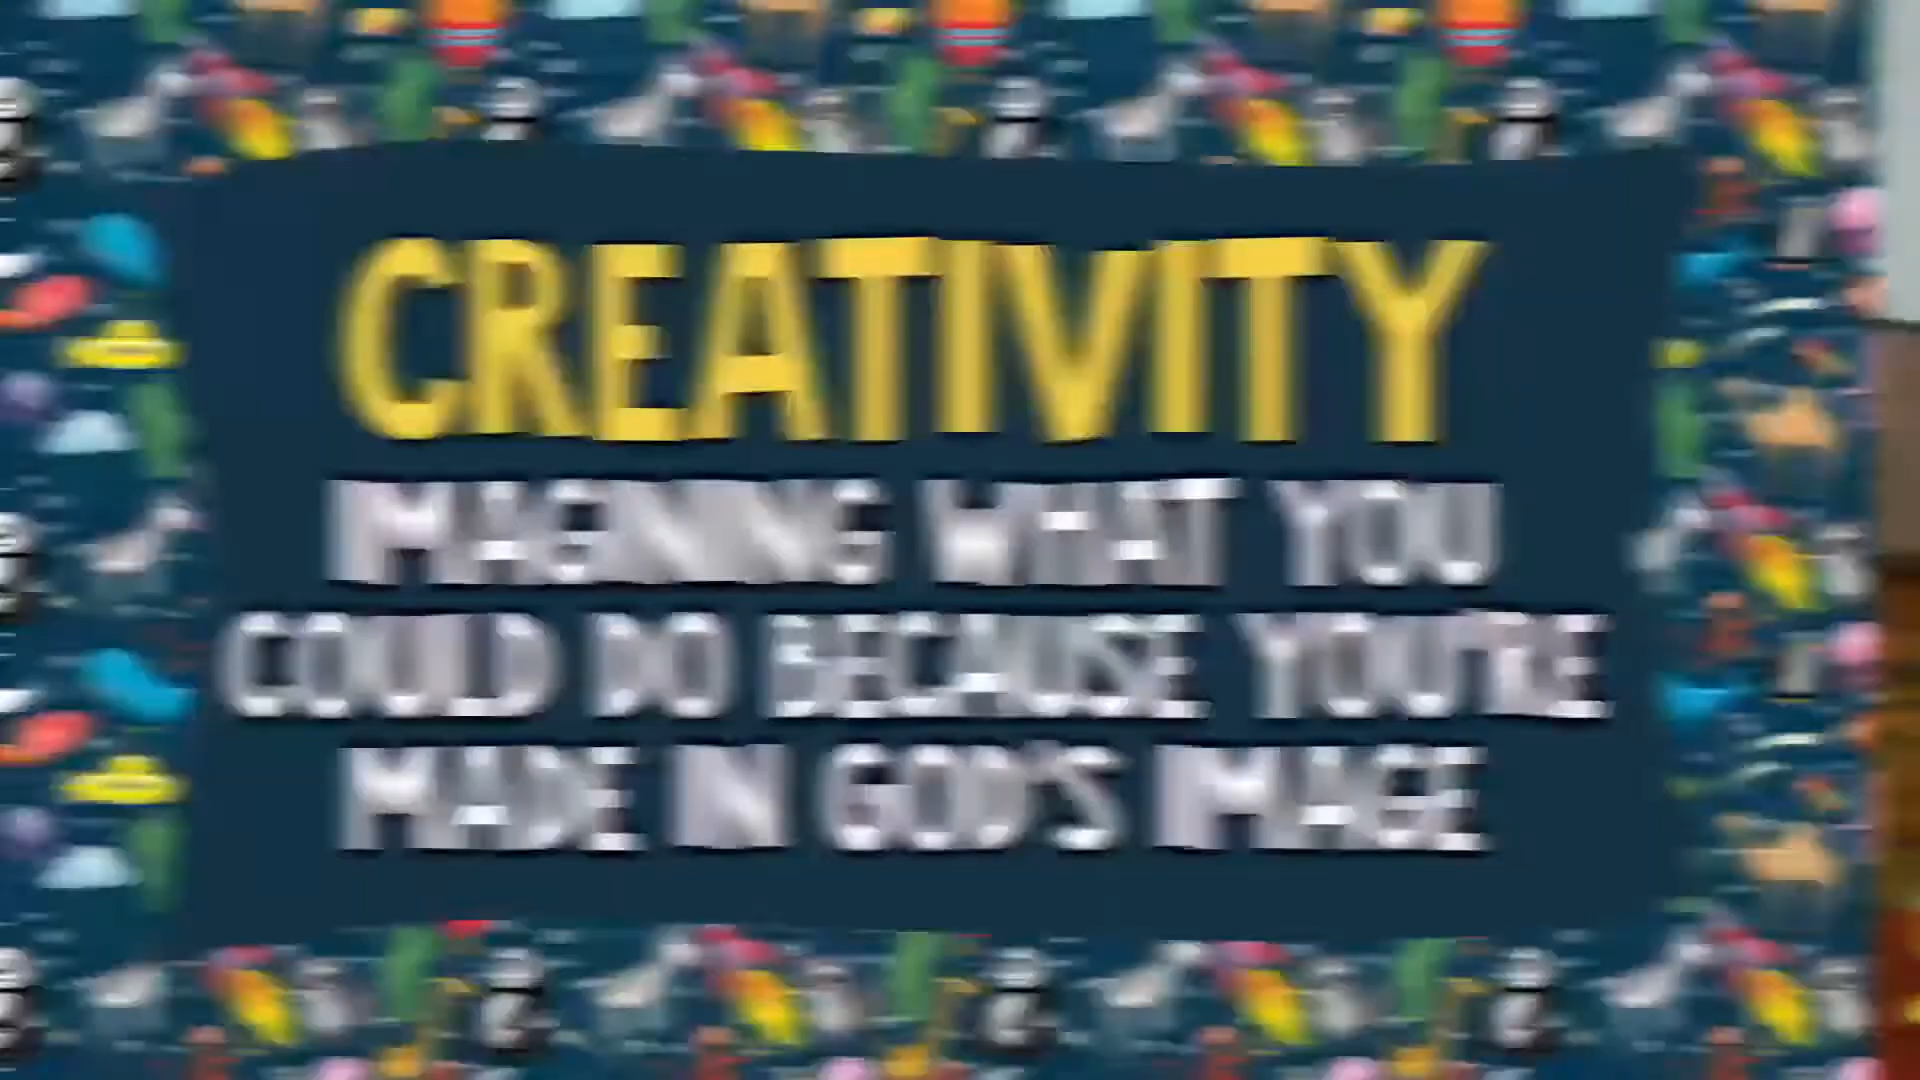 CREATIVITY
IMAGINING WHAT YOU
COULD DO BECAUSE YOU'RE
MADE IN GOD'S IMAGE